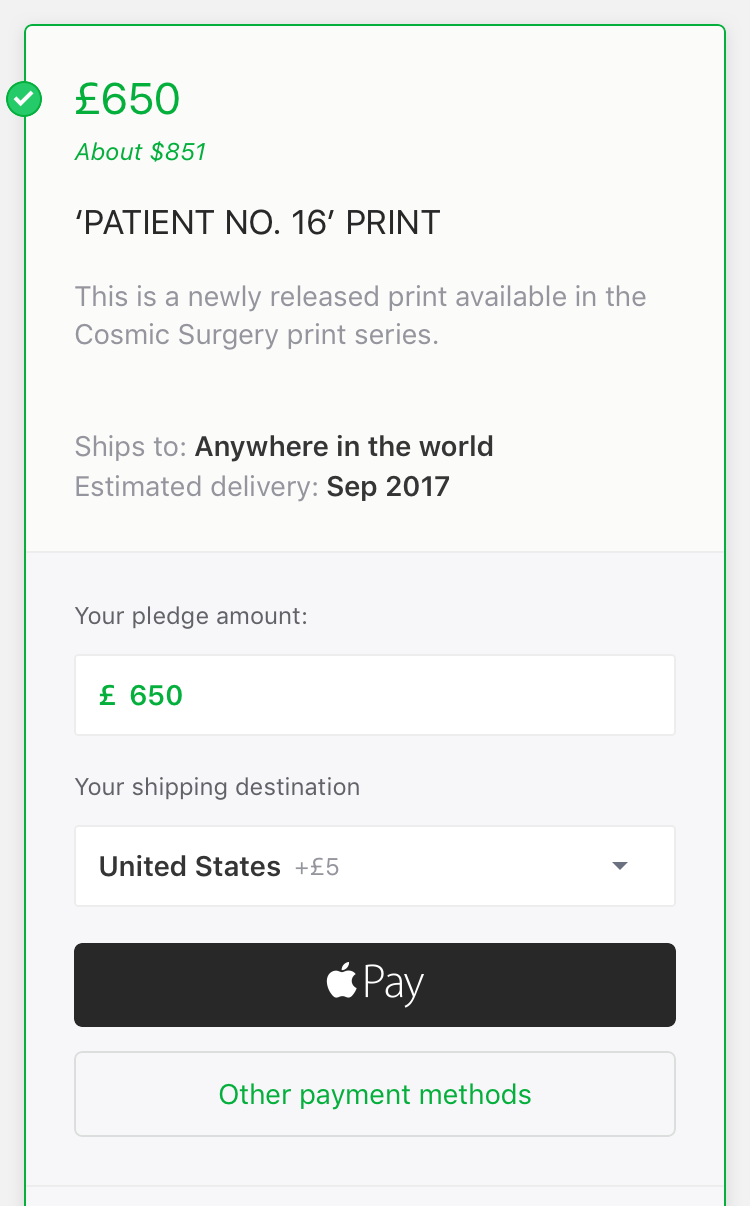 £650
About $851
‘PATIENT NO. 16’ PRINT
This is a newly released print available in the
Cosmic Surgery print series.
Ships to: Anywhere in the world
Estimated delivery: Sep 2017
Your pledge amount:
£ 650
Your shipping destination
United States +£5
Pay
Other payment methods